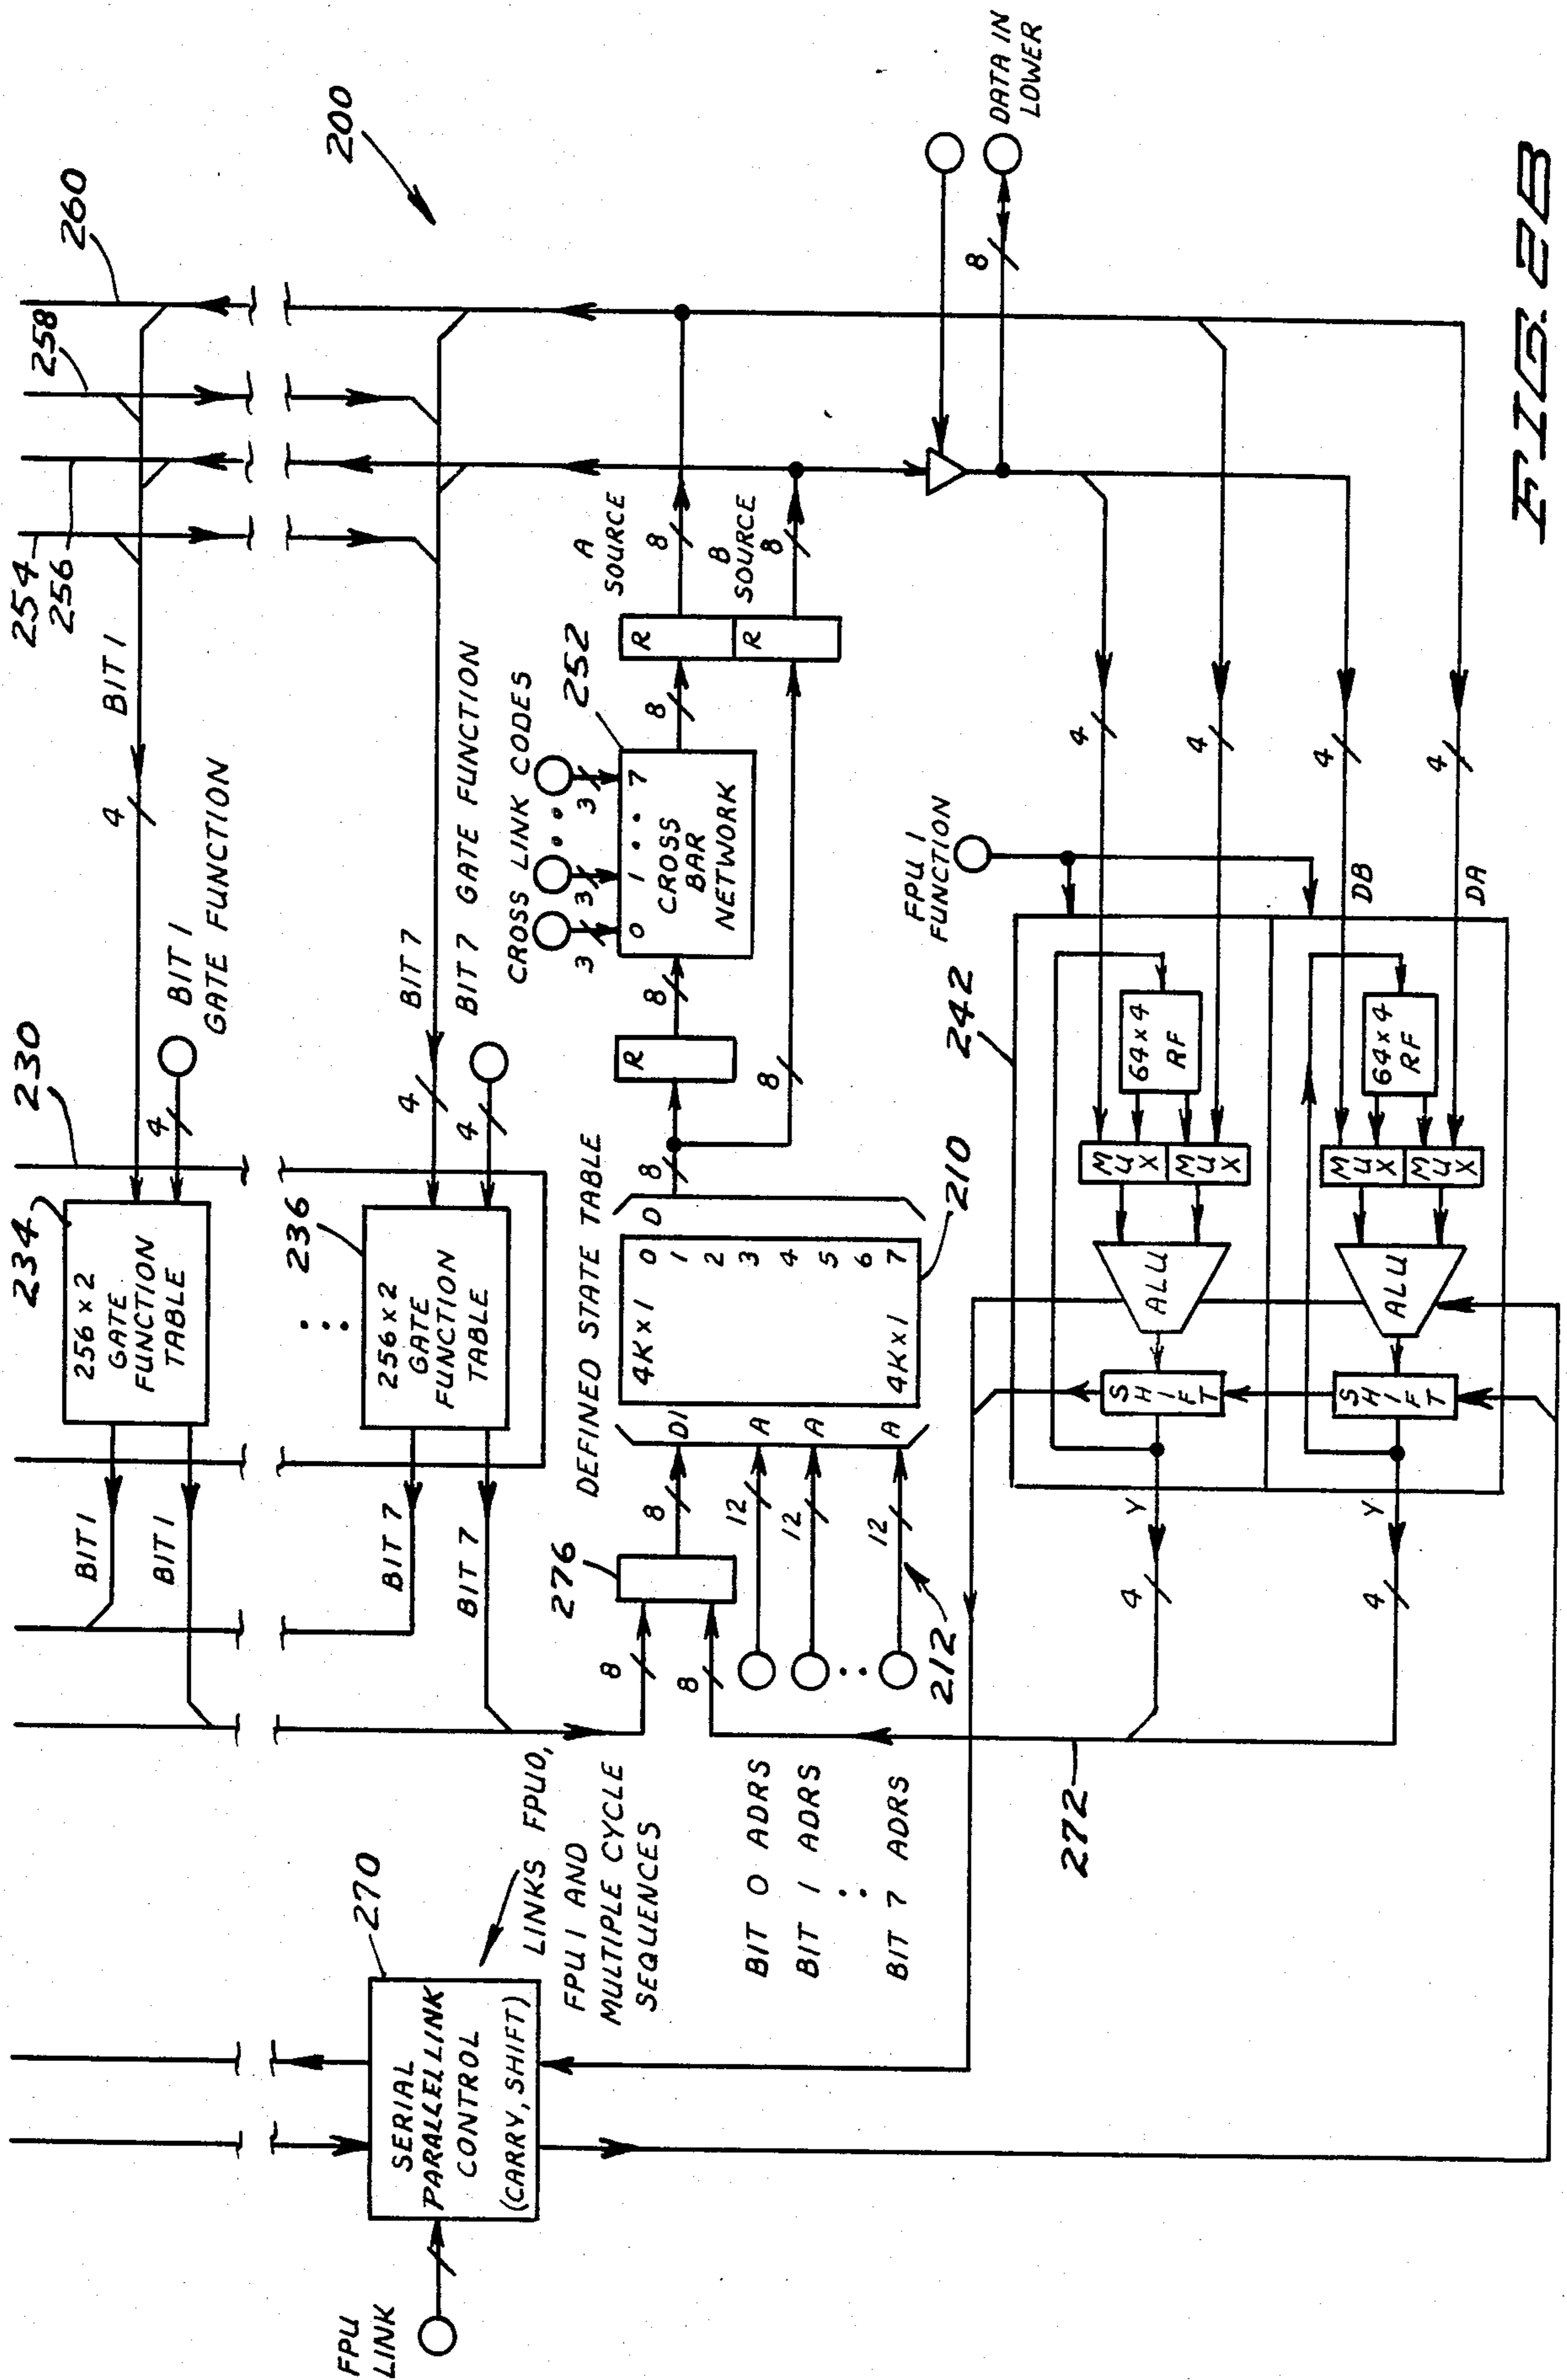 230
234
256 x 2
GATE
FUNCTION
TABLE
BIT 1
BIT 1
4
4
BIT 1
GATE FUNCTION
BIT 1
254
256
258
260
200
236
256 x 2
GATE
FUNCTION
TABLE
BIT 7
BIT 7
4
4
BIT 7
BIT 7 GATE FUNCTION
FPU
LINK
SERIAL
PARALLEL LINK
CONTROL
(CARRY, SHIFT)
270
LINKS FPU0,
FPU 1 AND
MULTIPLE CYCLE
SEQUENCES
DEFINED STATE TABLE
276
8
8
8
DI
A
A
A
12
12
12
212
BIT 0 ADRS
BIT 1 ADRS
BIT 7 ADRS
4K x 1
4K x 1
0
1
2
3
4
5
6
7
D
8
210
R
8
8
CROSS LINK CODES
3
3
3
252
0 1 7
CROSS
BAR
NETWORK
8
R
R
A
SOURCE
8
B
SOURCE
8
DATA IN
LOWER
8
272
242
FPU 1
FUNCTION
Y
4
SHIFT
ALU
MUX
MUX
64 x 4
RF
4
4
Y
4
SHIFT
ALU
MUX
MUX
64 x 4
RF
DB
4
DA
4
FIG. 2B